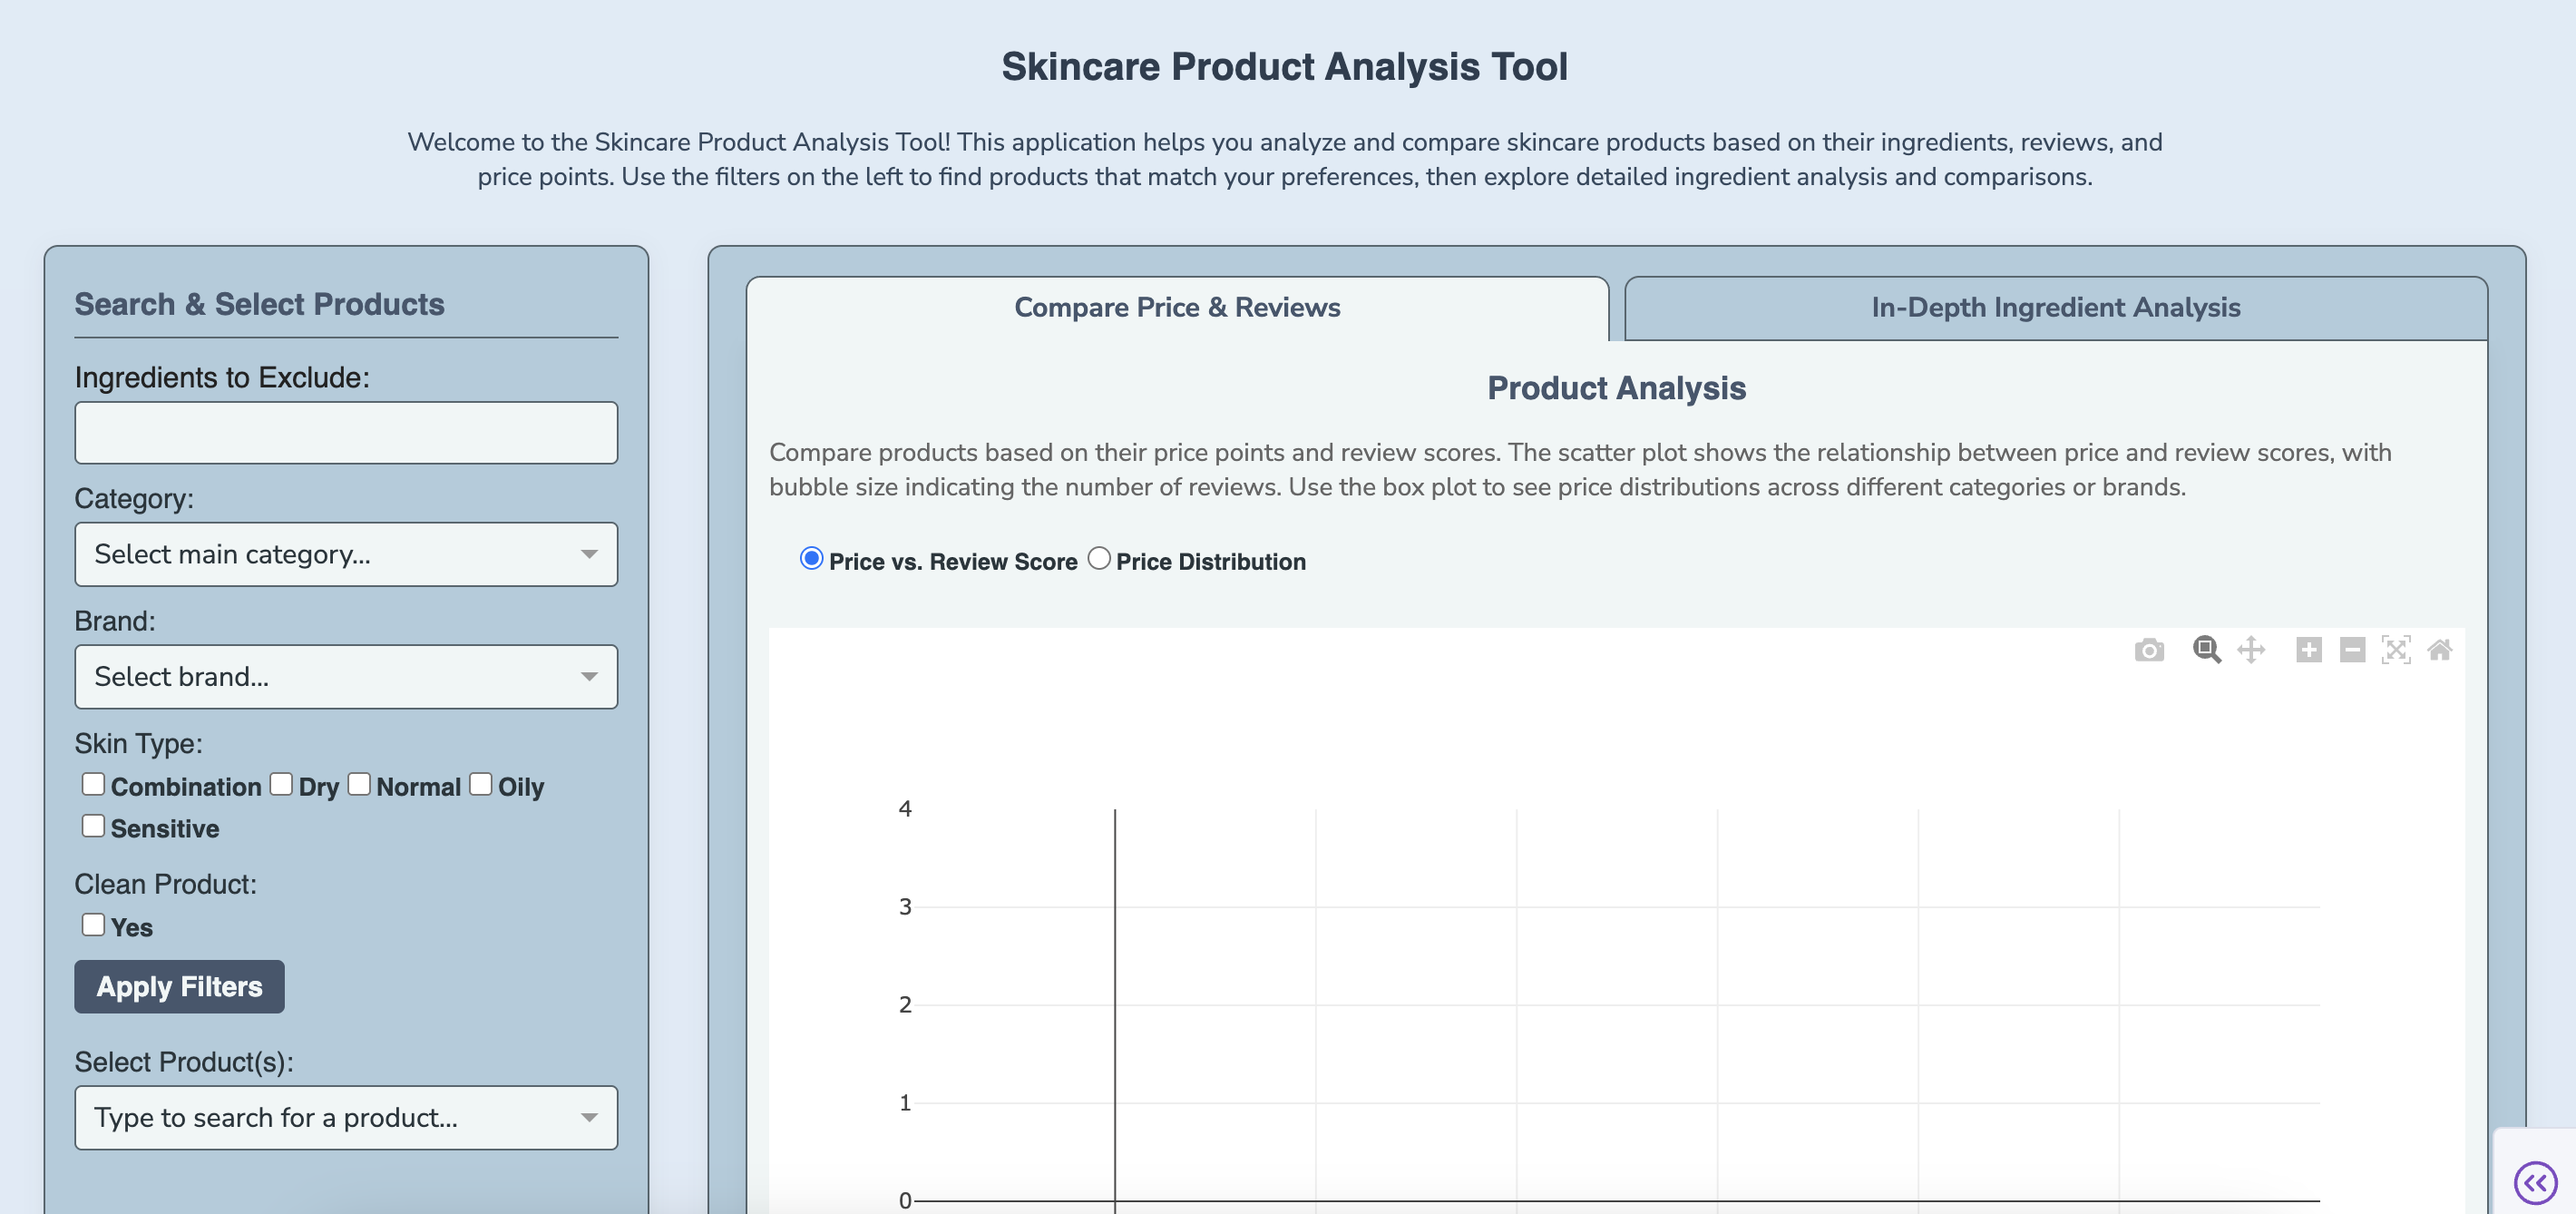 Skincare Product Analysis Tool
Welcome to the Skincare Product Analysis Tool! This application helps you analyze and compare skincare products based on their ingredients, reviews, and
price points. Use the filters on the left to find products that match your preferences, then explore detailed ingredient analysis and comparisons.
Search & Select Products
Ingredients to Exclude:
Category:
Select main category...
Brand:
Select brand...
Skin Type:
Combination Dry Normal Oily
Sensitive
Clean Product:
Yes
Apply Filters
Select Product(s):
Type to search for a product...
Compare Price & Reviews
In-Depth Ingredient Analysis
Product Analysis
Compare products based on their price points and review scores. The scatter plot shows the relationship between price and review scores, with
bubble size indicating the number of reviews. Use the box plot to see price distributions across different categories or brands.
Price vs. Review Score Price Distribution
4
3
2
1
0